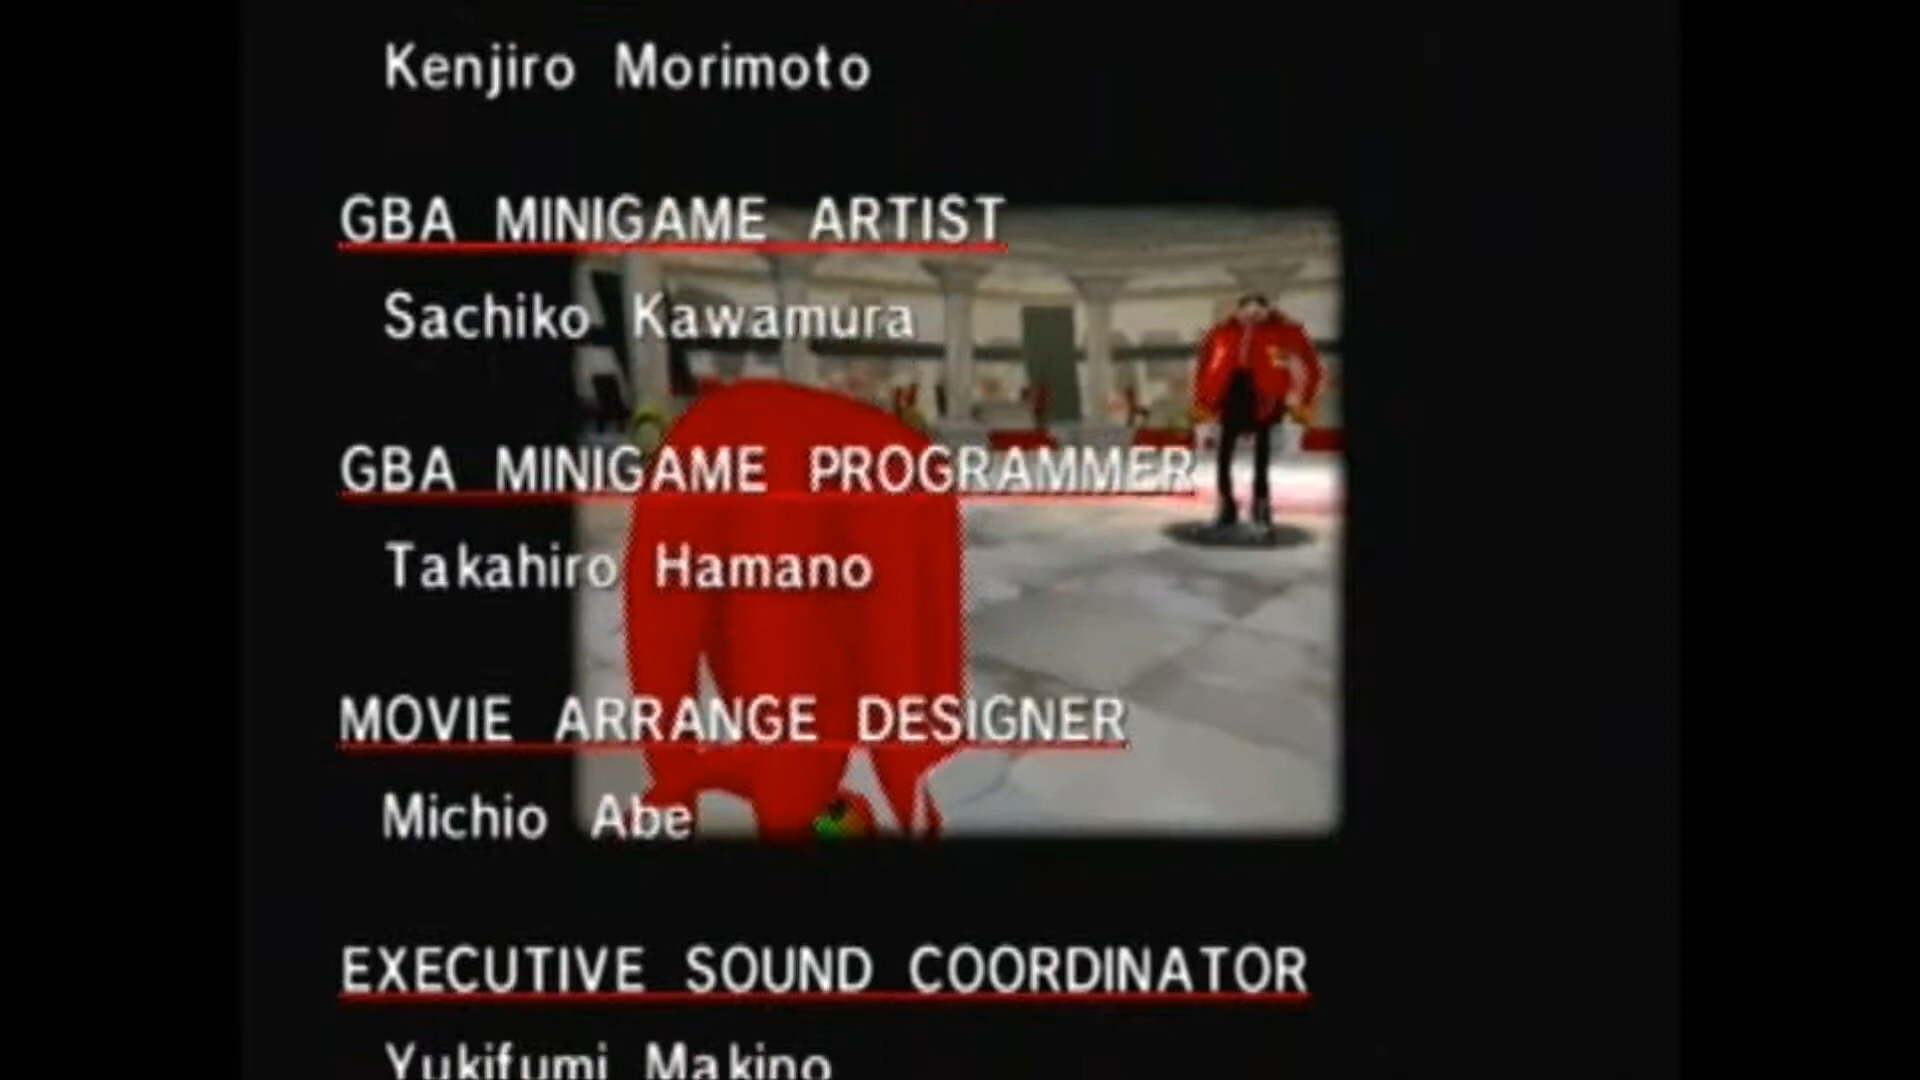 Kenjiro Morimoto
GBA MINIGAME ARTIST
Sachiko Kawamura
GBA MINIGAME PROGRAMMER
Takahiro Hamano
MOVIE ARRANGE DESIGNER
Michio Abe
EXECUTIVE SOUND COORDINATOR
Yukifumi Makino